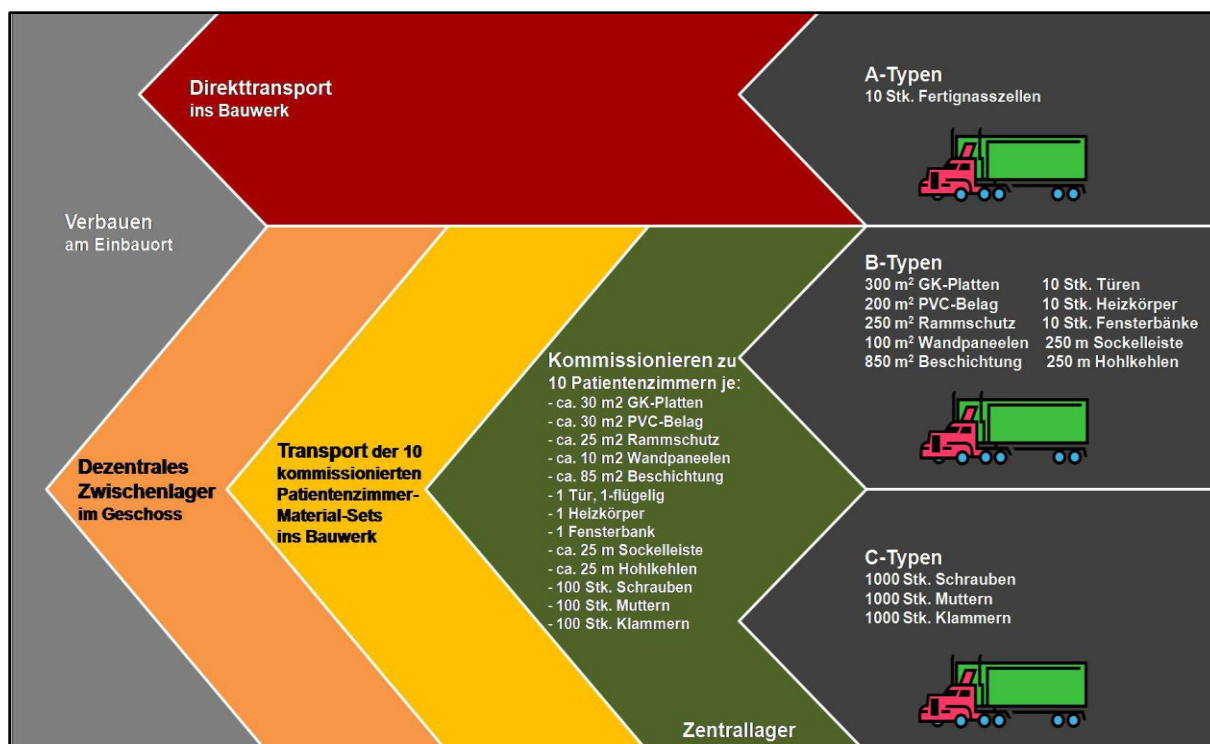 Direkttransport
ins Bauwerk
A-Typen
10 Stk. Fertignasszellen
Verbauen
am Einbauort
B-Typen
300 m² GK-Platten 10 Stk. Türen
200 m² PVC-Belag 10 Stk. Heizkörper
250 m² Rammschutz 10 Stk. Fensterbänke
100 m² Wandpaneelen 250 m Sockelleiste
850 m² Beschichtung 250 m Hohlkehlen
Kommissionieren zu
10 Patientenzimmern je:
- ca. 30 m2 GK-Platten
- ca. 30 m2 PVC-Belag
- ca. 25 m2 Rammschutz
- ca. 10 m2 Wandpaneelen
- ca. 85 m2 Beschichtung
- 1 Tür, 1-flügelig
- 1 Heizkörper
- 1 Fensterbank
- ca. 25 m Sockelleiste
- ca. 25 m Hohlkehlen
- 100 Stk. Schrauben
- 100 Stk. Muttern
- 100 Stk. Klammern
Transport der 10
kommissionierten
Patientenzimmer-
Material-Sets
ins Bauwerk
Dezentrales
Zwischenlager
im Geschoss
C-Typen
1000 Stk. Schrauben
1000 Stk. Muttern
1000 Stk. Klammern
Zentrallager